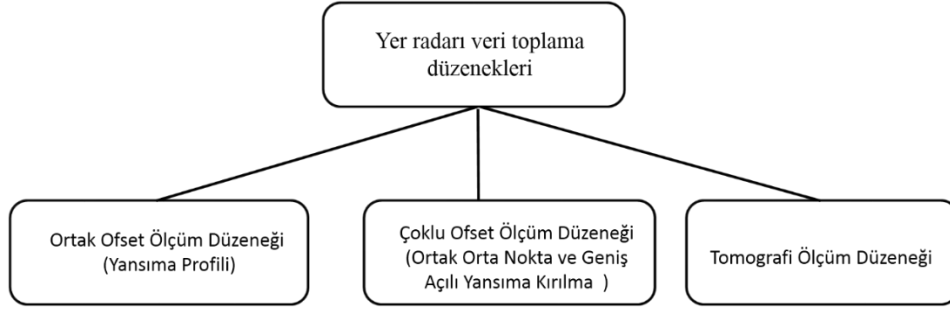 Yer radarı veri toplama
düzenekleri
Ortak Ofset Ölçüm Düzeneği
(Yansıma Profili)
Çoklu Ofset Ölçüm Düzeneği
(Ortak Orta Nokta ve Geniş
Açılı Yansıma Kırılma )
Tomografi Ölçüm Düzeneği